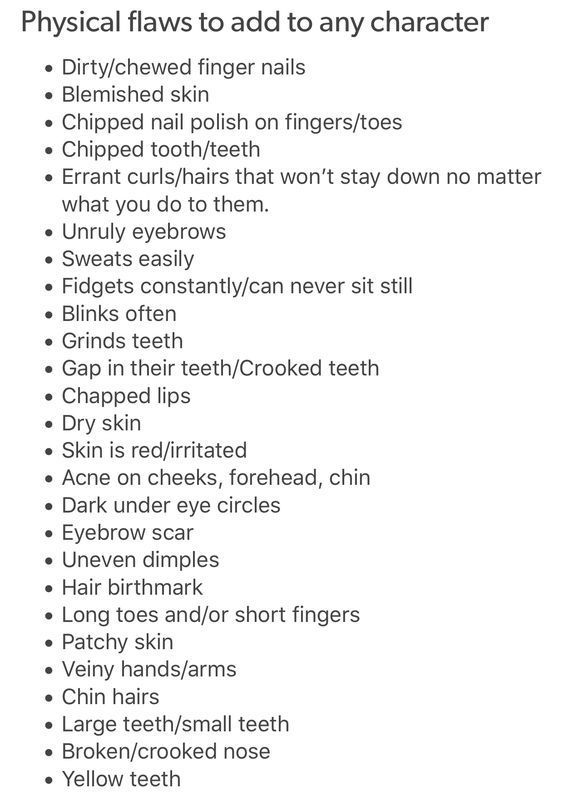 Physical flaws to add to any character
• Dirty/chewed finger nails
• Blemished skin
• Chipped nail polish on fingers/toes
• Chipped tooth/teeth
• Errant curls/hairs that won’t stay down no matter
what you do to them.
• Unruly eyebrows
• Sweats easily
• Fidgets constantly/can never sit still
• Blinks often
• Grinds teeth
• Gap in their teeth/Crooked teeth
• Chapped lips
• Dry skin
• Skin is red/irritated
• Acne on cheeks, forehead, chin
• Dark under eye circles
• Eyebrow scar
• Uneven dimples
• Hair birthmark
• Long toes and/or short fingers
• Patchy skin
• Veiny hands/arms
• Chin hairs
• Large teeth/small teeth
• Broken/crooked nose
• Yellow teeth